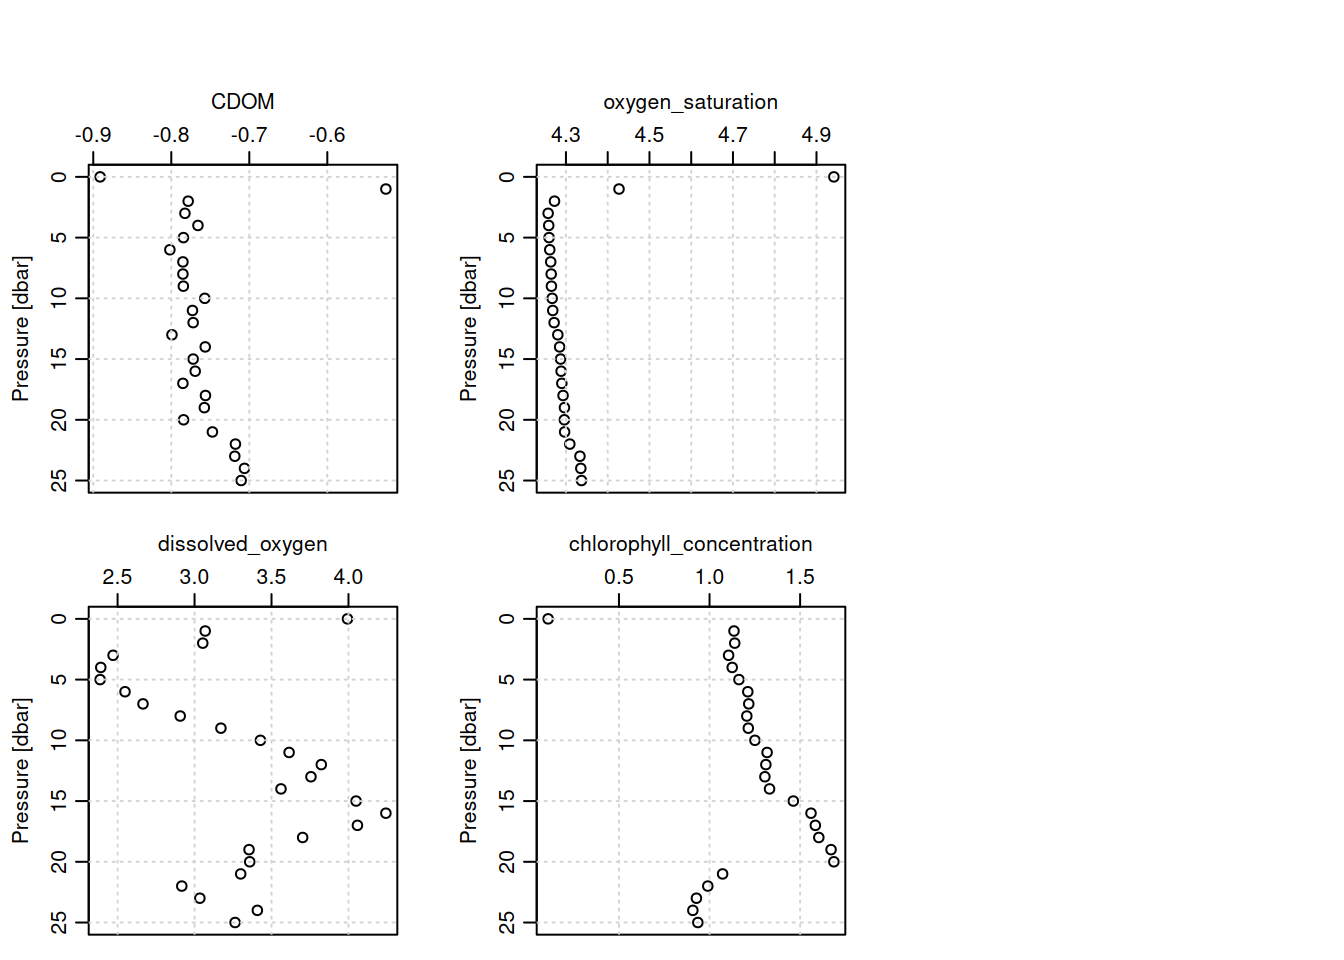 CDOM
-0.9 -0.8 -0.7 -0.6
Pressure [dbar]
0 5 10 15 20 25
oxygen_saturation
4.3 4.5 4.7 4.9
Pressure [dbar]
0 5 10 15 20 25
dissolved_oxygen
2.5 3.0 3.5 4.0
Pressure [dbar]
0 5 10 15 20 25
chlorophyll_concentration
0.5 1.0 1.5
Pressure [dbar]
0 5 10 15 20 25